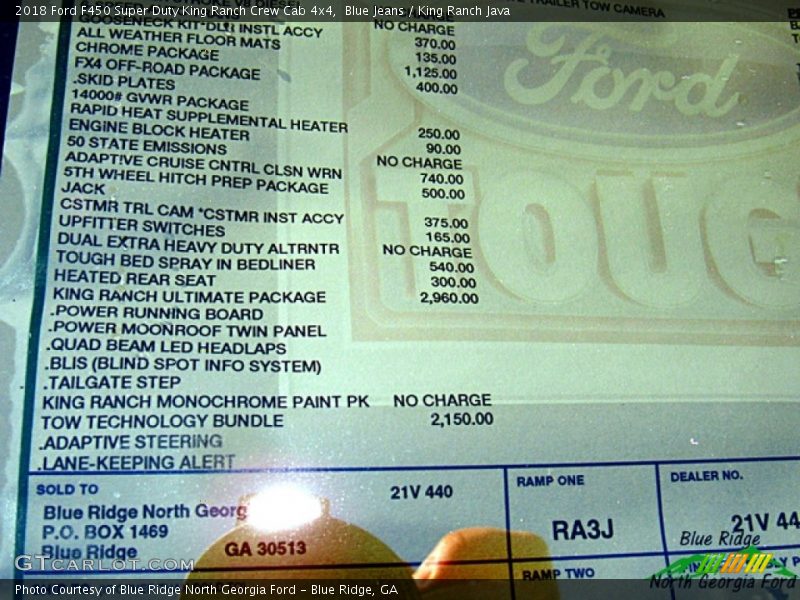 2018 Ford F450 Super Duty King Ranch Crew Cab 4x4, Blue Jeans / King Ranch Java
TRAILER TOW CAMERA
GOOSENECK KIT INSTL ACCY NO CHARGE
ALL WEATHER FLOOR MATS 370.00
CHROME PACKAGE 135.00
FX4 OFF-ROAD PACKAGE 1,125.00
.SKID PLATES 400.00
14000# GVWR PACKAGE
RAPID HEAT SUPPLEMENTAL HEATER 250.00
ENGINE BLOCK HEATER 90.00
50 STATE EMISSIONS NO CHARGE
ADAPTIVE CRUISE CNTRL CLSN WRN 740.00
5TH WHEEL HITCH PREP PACKAGE 500.00
JACK
CSTMR TRL CAM *CSTMR INST ACCY 375.00
UPFITTER SWITCHES 165.00
DUAL EXTRA HEAVY DUTY ALTRNTR NO CHARGE
TOUGH BED SPRAY IN BEDLINER 540.00
HEATED REAR SEAT 300.00
KING RANCH ULTIMATE PACKAGE 2,960.00
.POWER RUNNING BOARD
.POWER MOONROOF TWIN PANEL
.QUAD BEAM LED HEADLAPS
.BLIS (BLIND SPOT INFO SYSTEM)
.TAILGATE STEP
KING RANCH MONOCHROME PAINT PK NO CHARGE
TOW TECHNOLOGY BUNDLE 2,150.00
.ADAPTIVE STEERING
.LANE-KEEPING ALERT
Ford
TOUG
SOLD TO
21V 440
Blue Ridge North Georg
P.O. BOX 1469
Blue Ridge GA 30513
RAMP ONE
RA3J
RAMP TWO
DEALER NO.
21V 44
Blue Ridge
North Georgia Ford
GTCarLot.com
Photo Courtesy of Blue Ridge North Georgia Ford - Blue Ridge, GA